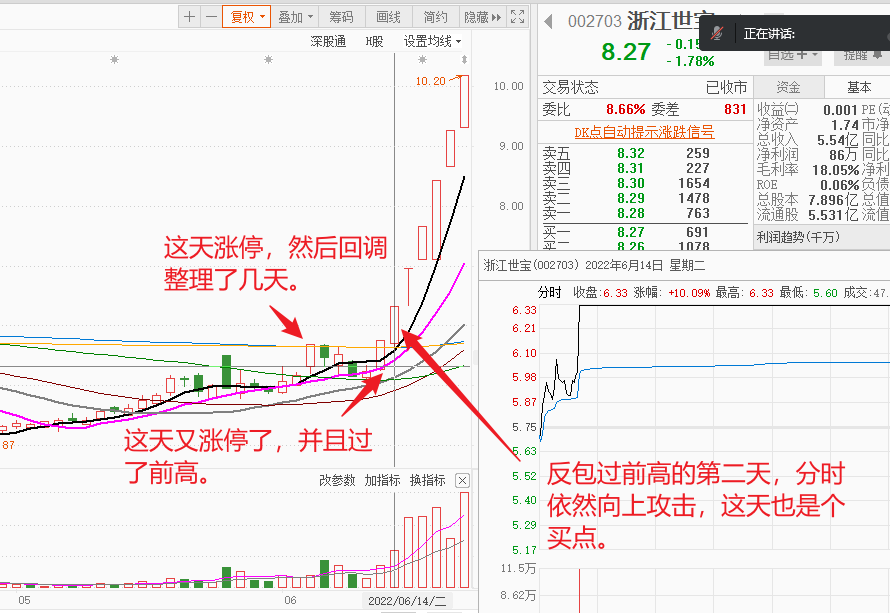 复权
叠加
筹码
画线
简约
隐藏
深股通
H股
设置均线
002703 浙江世宝
正在讲话:
8.27
- 1.78%
自选
提醒
交易状态 已收市
委比 8.66% 委差 831
DK点自动提示涨跌信号
卖五 8.32 259
卖四 8.31 227
卖三 8.30 1654
卖二 8.29 1478
卖一 8.28 763
买一 8.27 691
买二 8.26 1078
资金 基本
收益㈡ 0.001 PE
净资产 1.74 市净
总收入 5.54亿 同比
净利润 86万 同比
毛利率 18.05% 净利
ROE 0.06% 负债
总股本 7.896亿 总值
流通股 5.531亿 流值
利润趋势(千万)
10.20
10.00
9.00
8.00
这天涨停，然后回调
整理了几天。
这天又涨停了，并且过
了前高。
87
改参数 加指标 换指标
05
06
2022/06/14/二
浙江世宝(002703) 2022年6月14日 星期二
分时 收盘:6.33 涨幅: +10.09% 最高: 6.33 最低: 5.60 成交:47.
6.33
6.21
6.10
5.98
5.87
5.75
5.63
5.52
5.40
5.29
5.17
11.5万
8.62万
反包过前高的第二天，分时
依然向上攻击，这天也是个
买点。